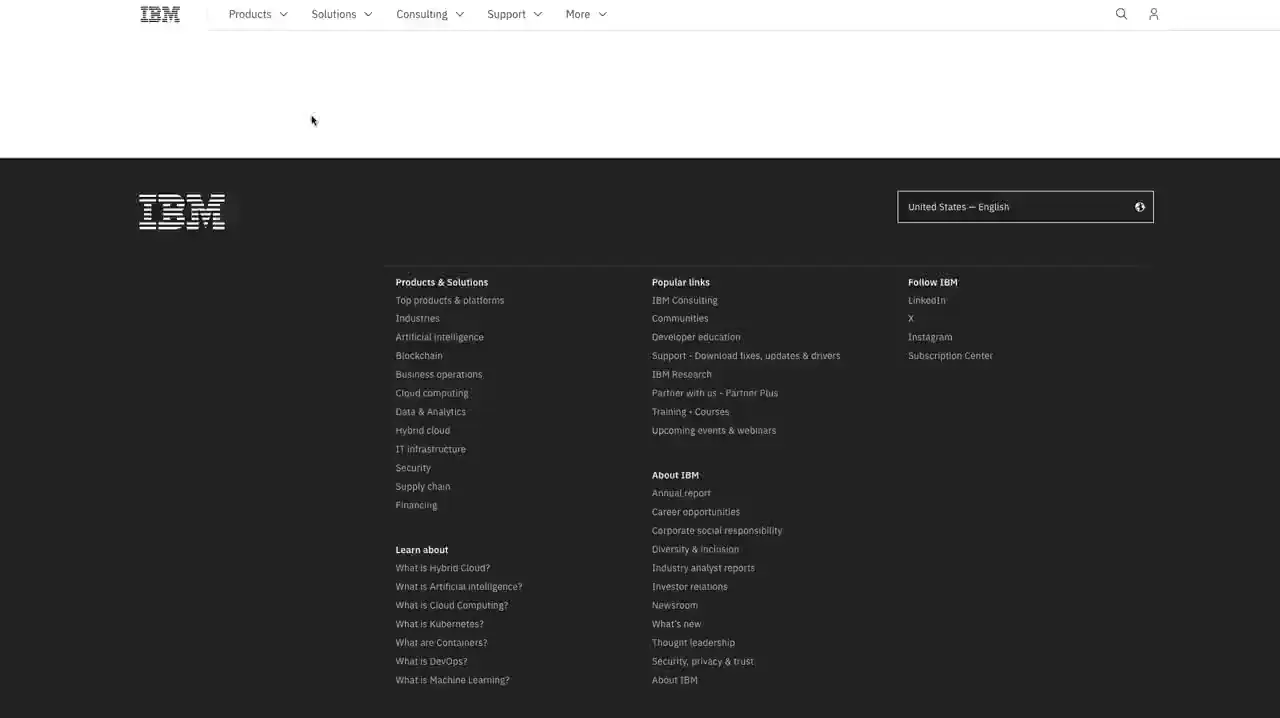 IBM Products Solutions Consulting Support More
IBM
United States — English
Products & Solutions
Top products & platforms
Industries
Artificial intelligence
Blockchain
Business operations
Cloud computing
Data & Analytics
Hybrid cloud
IT infrastructure
Security
Supply chain
Financing
Learn about
What is Hybrid Cloud?
What is Artificial intelligence?
What is Cloud Computing?
What is Kubernetes?
What are Containers?
What is DevOps?
What is Machine Learning?
Popular links
IBM Consulting
Communities
Developer education
Support - Download fixes, updates & drivers
IBM Research
Partner with us - Partner Plus
Training - Courses
Upcoming events & webinars
About IBM
Annual report
Career opportunities
Corporate social responsibility
Diversity & inclusion
Industry analyst reports
Investor relations
Newsroom
What's new
Thought leadership
Security, privacy & trust
About IBM
Follow IBM
LinkedIn
X
Instagram
Subscription Center